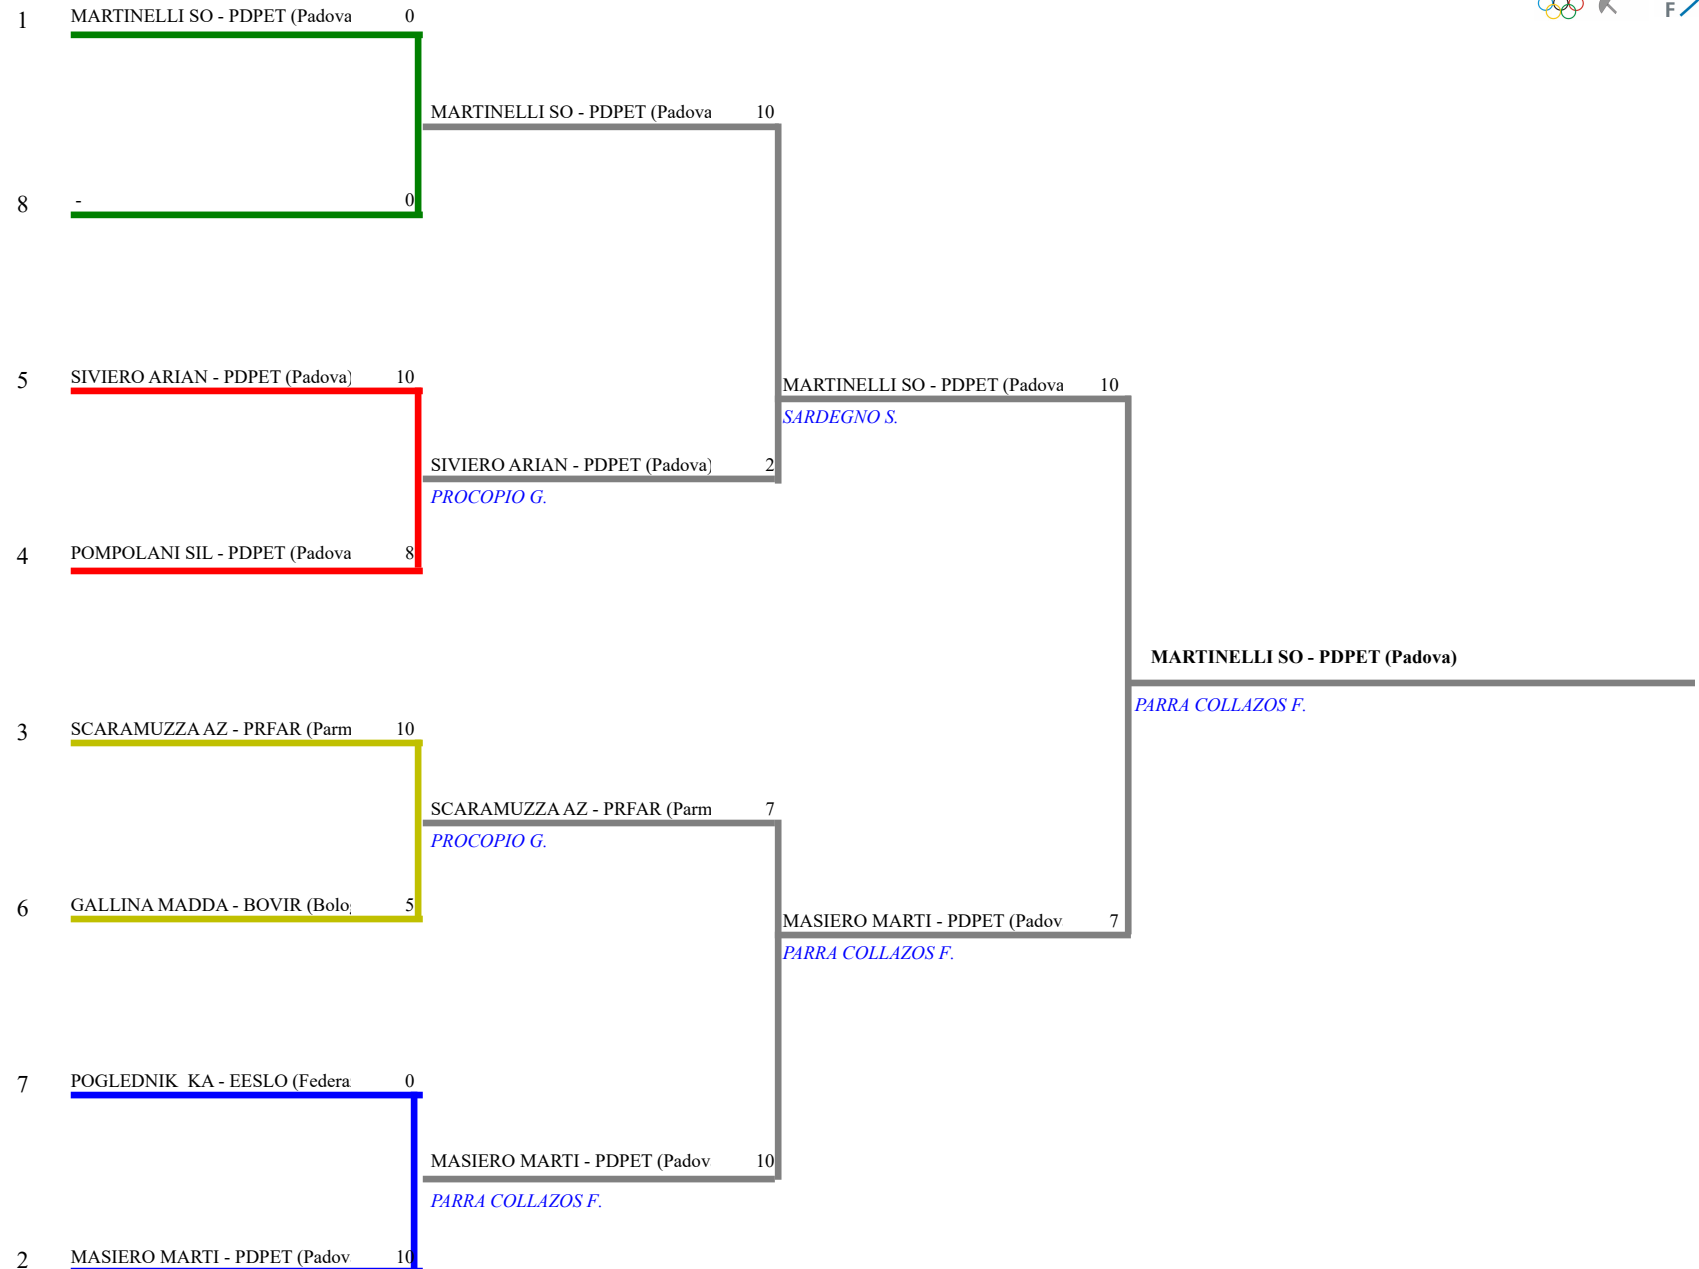 1 MARTINELLI SO - PDPET (Padova 0
MARTINELLI SO - PDPET (Padova 10
8 - 0
5 SIVIERO ARIAN - PDPET (Padova) 10
MARTINELLI SO - PDPET (Padova 10
SARDEGNO S.
SIVIERO ARIAN - PDPET (Padova) 2
PROCOPIO G.
4 POMPOLANI SIL - PDPET (Padova 8
MARTINELLI SO - PDPET (Padova)
PARRA COLLAZOS F.
3 SCARAMUZZA AZ - PRFAR (Parm 10
SCARAMUZZA AZ - PRFAR (Parm 7
PROCOPIO G.
6 GALLINA MADDA - BOVIR (Bolo 5
MASIERO MARTI - PDPET (Padov 7
PARRA COLLAZOS F.
7 POGLEDNIK KA - EESLO (Federa 0
MASIERO MARTI - PDPET (Padov 10
PARRA COLLAZOS F.
2 MASIERO MARTI - PDPET (Padov 10
F